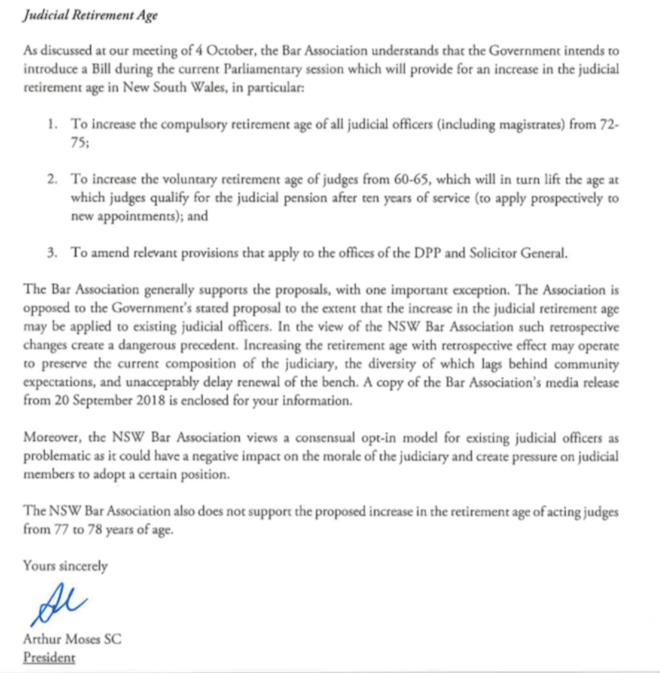 Judicial Retirement Age
As discussed at our meeting of 4 October, the Bar Association understands that the Government intends to
introduce a Bill during the current Parliamentary session which will provide for an increase in the judicial
retirement age in New South Wales, in particular:
1. To increase the compulsory retirement age of all judicial officers (including magistrates) from 72-
75;
2. To increase the voluntary retirement age of judges from 60-65, which will in turn lift the age at
which judges qualify for the judicial pension after ten years of service (to apply prospectively to
new appointments); and
3. To amend relevant provisions that apply to the offices of the DPP and Solicitor General.
The Bar Association generally supports the proposals, with one important exception. The Association is
opposed to the Government's stated proposal to the extent that the increase in the judicial retirement age
may be applied to existing judicial officers. In the view of the NSW Bar Association such retrospective
changes create a dangerous precedent. Increasing the retirement age with retrospective effect may operate
to preserve the current composition of the judiciary, the diversity of which lags behind community
expectations, and unacceptably delay renewal of the bench. A copy of the Bar Association's media release
from 20 September 2018 is enclosed for your information.
Moreover, the NSW Bar Association views a consensual opt-in model for existing judicial officers as
problematic as it could have a negative impact on the morale of the judiciary and create pressure on judicial
members to adopt a certain position.
The NSW Bar Association also does not support the proposed increase in the retirement age of acting judges
from 77 to 78 years of age.
Yours sincerely
Arthur Moses SC
President